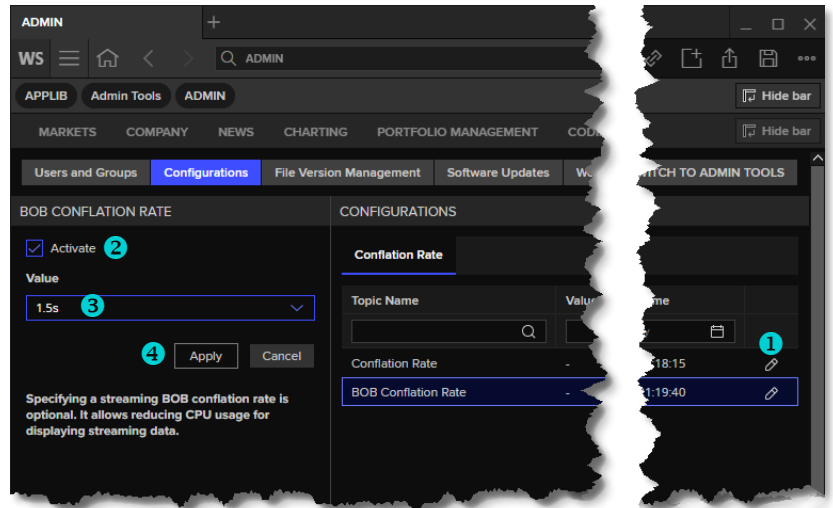 ADMIN
WS
ADMIN
APPLIB Admin Tools ADMIN Hide bar
MARKETS COMPANY NEWS CHARTING PORTFOLIO MANAGEMENT Hide bar
Users and Groups Configurations File Version Management Software Updates TO ADMIN TOOLS
BOB CONFLATION RATE
Activate 2
Value
1.5s 3
4 Apply Cancel
Specifying a streaming BOB conflation rate is
optional. It allows reducing CPU usage for
displaying streaming data.
CONFIGURATIONS
Conflation Rate
Topic Name Value
1
Conflation Rate - 18:15
BOB Conflation Rate - 1:19:40